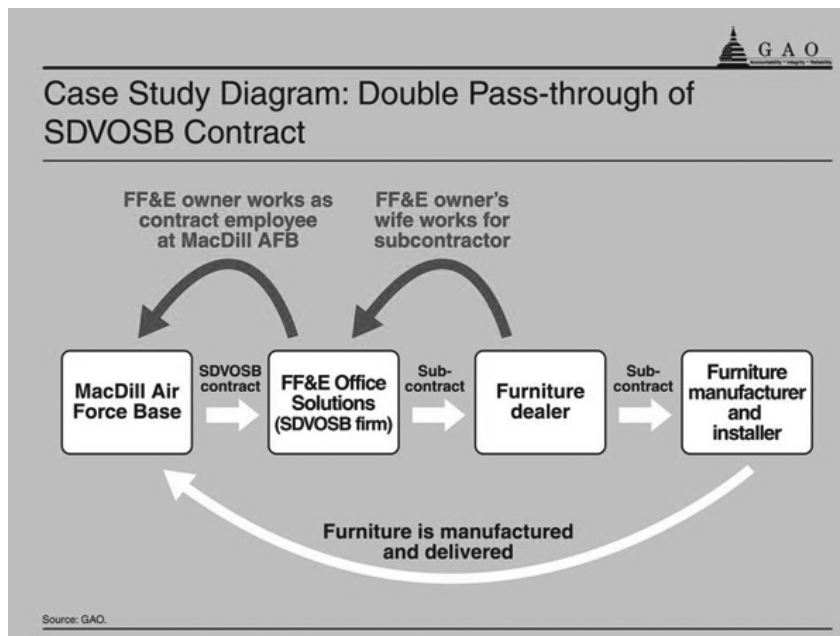 GAO
Accountability * Integrity * Reliability
Case Study Diagram: Double Pass-through of
SDVOSB Contract
FF&E owner works as
contract employee
at MacDill AFB
FF&E owner's
wife works for
subcontractor
MacDill Air
Force Base
SDVOSB
contract
FF&E Office
Solutions
(SDVOSB firm)
Sub-
contract
Furniture
dealer
Sub-
contract
Furniture
manufacturer
and
installer
Furniture is manufactured
and delivered
Source: GAO.